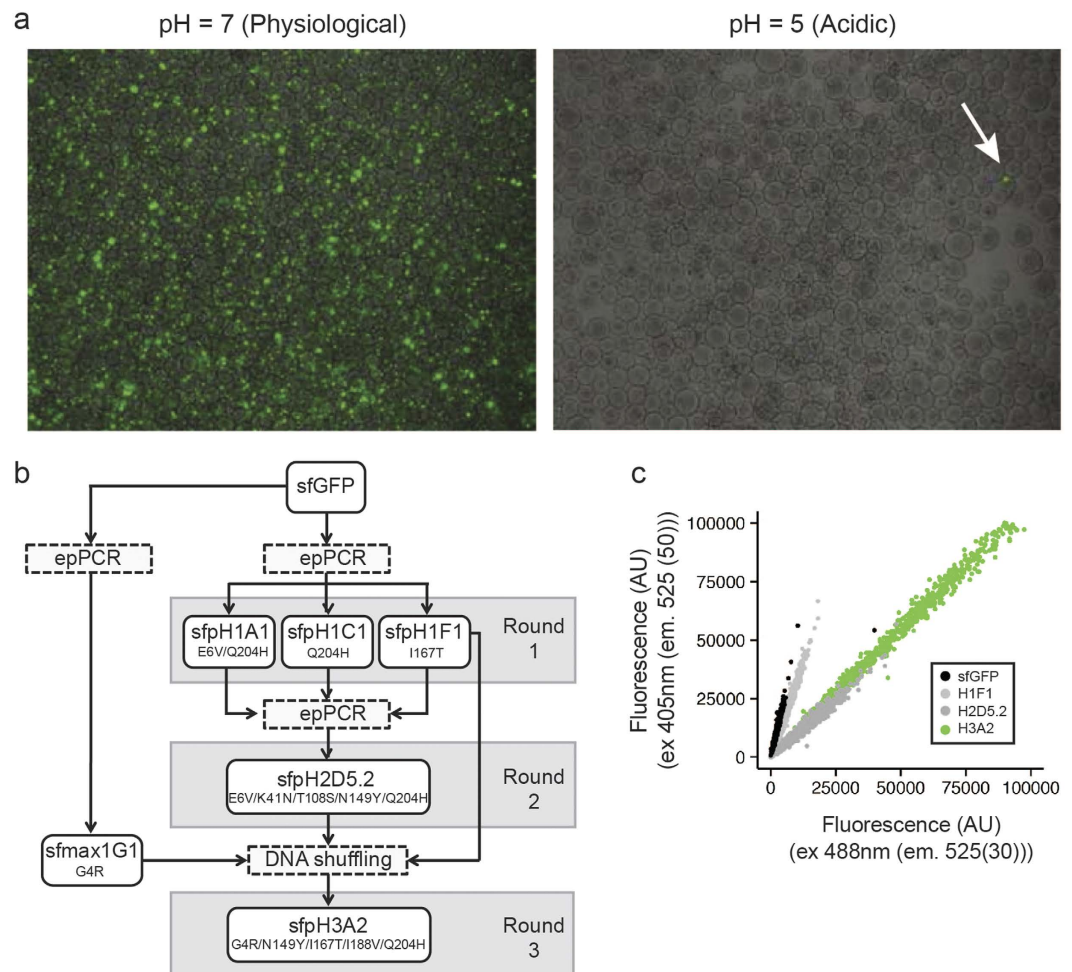 a
pH = 7 (Physiological)
pH = 5 (Acidic)
b
sfGFP
epPCR
epPCR
sfpH1A1
E6V/Q204H
sfpH1C1
Q204H
sfpH1F1
I167T
Round
1
epPCR
sfpH2D5.2
E6V/K41N/T108S/N149Y/Q204H
Round
2
sfmax1G1
G4R
DNA shuffling
sfpH3A2
G4R/N149Y/I167T/I188V/Q204H
Round
3
c
Fluorescence (AU)
(ex 405nm (em. 525 (50)))
100000
75000
50000
25000
0
sfGFP
H1F1
H2D5.2
H3A2
0
25000
50000
75000
100000
Fluorescence (AU)
(ex 488nm (em. 525(30)))